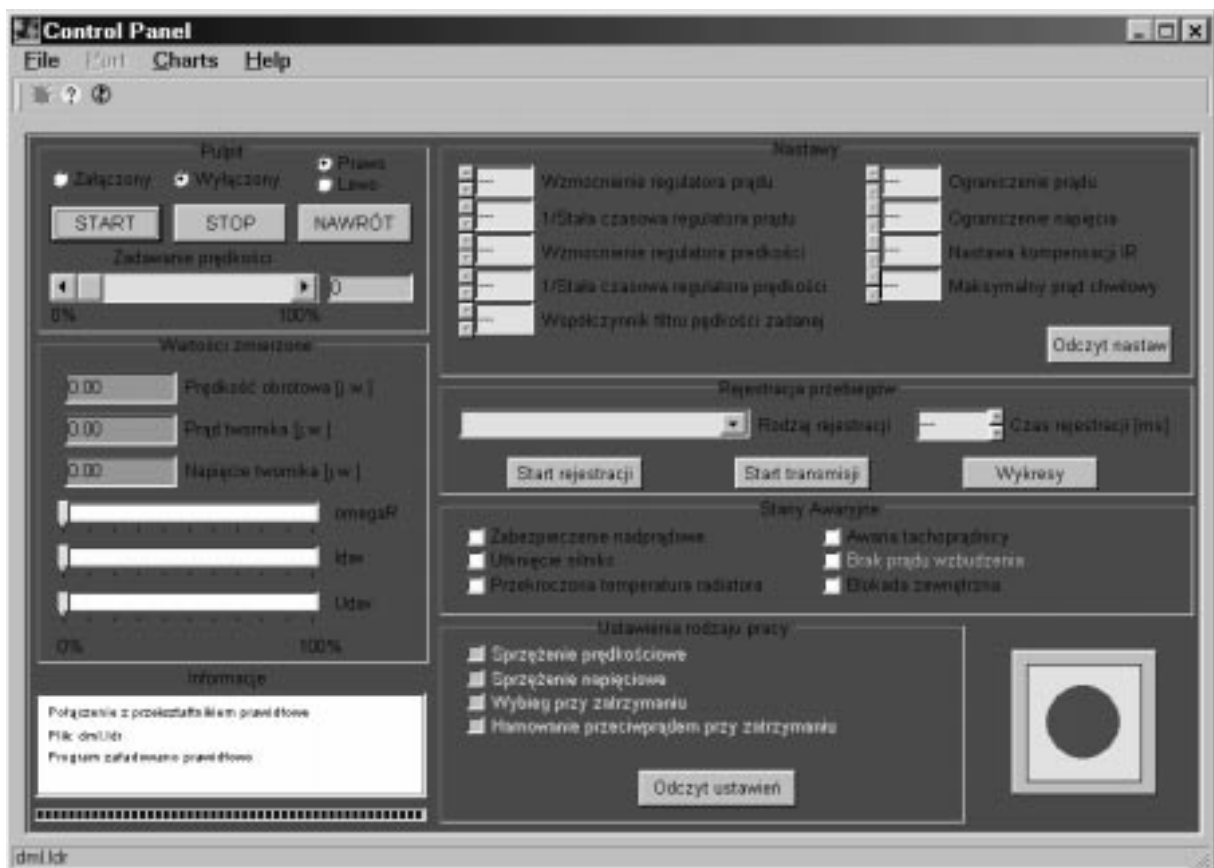 Control Panel
File Port Charts Help
Pulpit
Załączony Wyłączony Prawo
Lewo
START STOP NAWRÓT
Zadawanie prędkości
0
0% 100%
Wartości zmierzone
0.00 Prędkość obrotowa [j.w.]
0.00 Prąd twornika [j.w.]
0.00 Napięcie twornika [j.w.]
omegaR
Idav
Udav
0% 100%
Informacje
Połączenie z przekształtnikiem prawidłowe
Plik: dml.ldr
Program załadowano prawidłowo
Nastawy
--- Wzmocnienie regulatora prądu
--- 1/Stała czasowa regulatora prądu
--- Wzmocnienie regulatora predkości
--- 1/Stała czasowa regulatora prędkości
--- Współczynnik filtru pędkości zadanej
--- Ograniczenie prądu
--- Ograniczenie napięcia
--- Nastawa kompensacji IR
--- Maksymalny prąd chwilowy
Odczyt nastaw
Rejestracja przebiegów
Rodzaj rejestracji --- Czas rejestracji [ms]
Start rejestracji Start transmisji Wykresy
Stany Awaryjne
Zabezpieczenie nadprądowe
Utknięcie silnika
Przekroczona temperatura radiatora
Awaria tachoprądnicy
Brak prądu wzbudzenia
Blokada zewnętrzna
Ustawienia rodzaju pracy
Sprzężenie prędkościowe
Sprzężenie napięciowe
Wybieg przy zatrzymaniu
Hamowanie przeciwprądem przy zatrzymaniu
Odczyt ustawień
dml.ldr